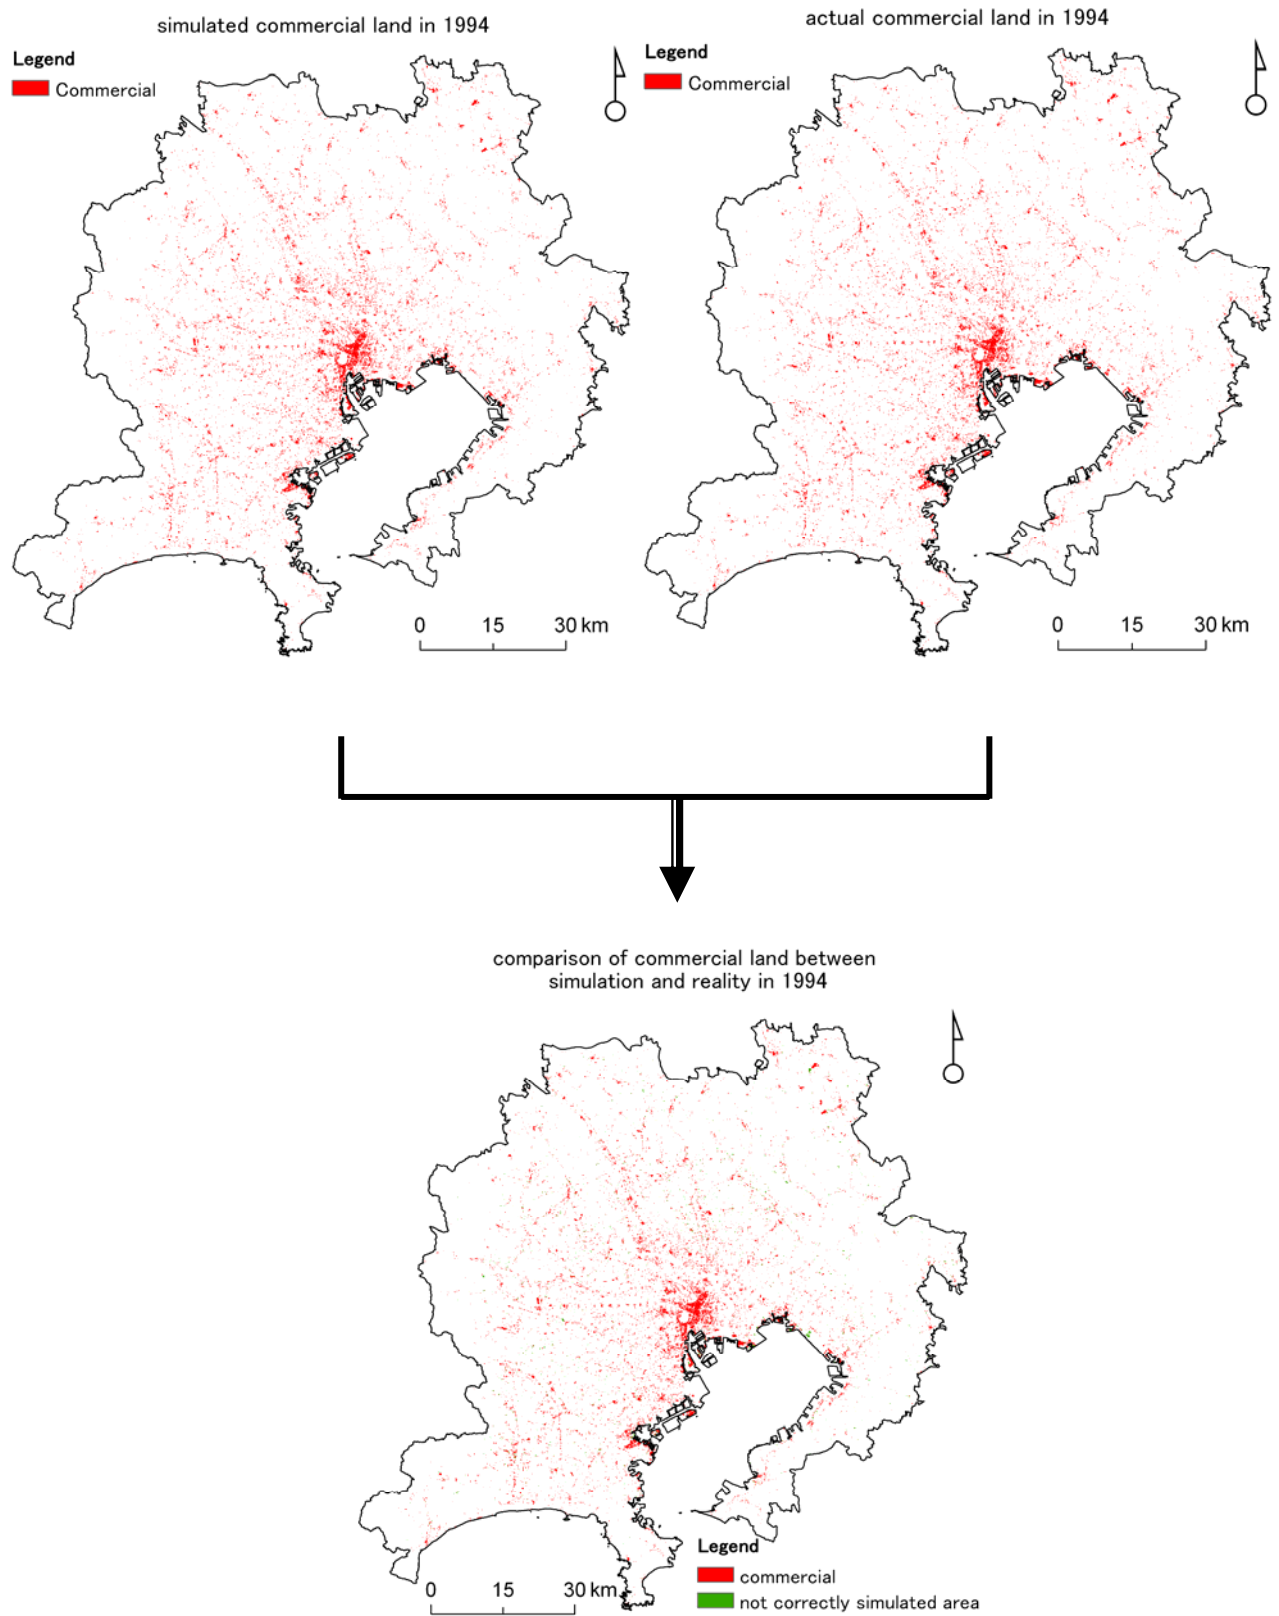 simulated commercial land in 1994
Legend
Commercial
0 15 30 km
actual commercial land in 1994
Legend
Commercial
0 15 30 km
comparison of commercial land between
simulation and reality in 1994
Legend
commercial
not correctly simulated area
0 15 30 km